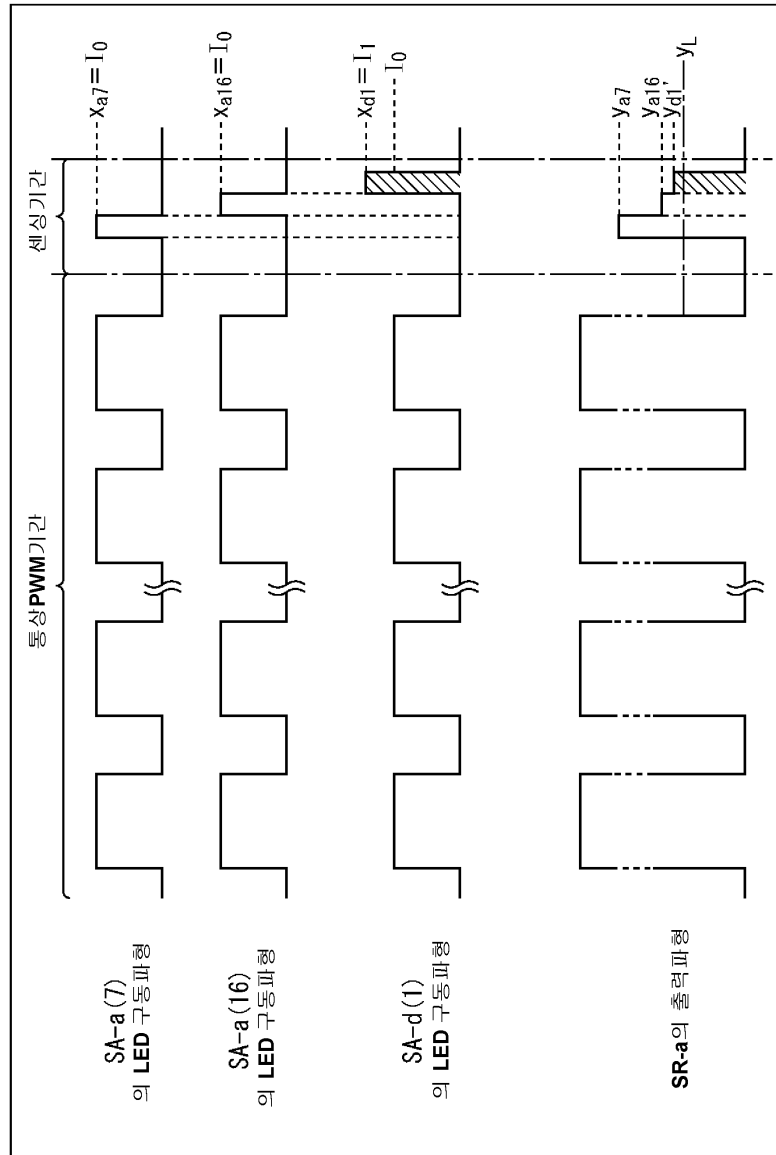 통상PWM기간
센싱기간
SA-a(7)
의 LED 구동파형
xa7=I0
SA-a(16)
의 LED 구동파형
xa16=I0
SA-d(1)
의 LED 구동파형
xd1=I1
I0
SR-a의 출력파형
ya7
ya16
yd1'
yL